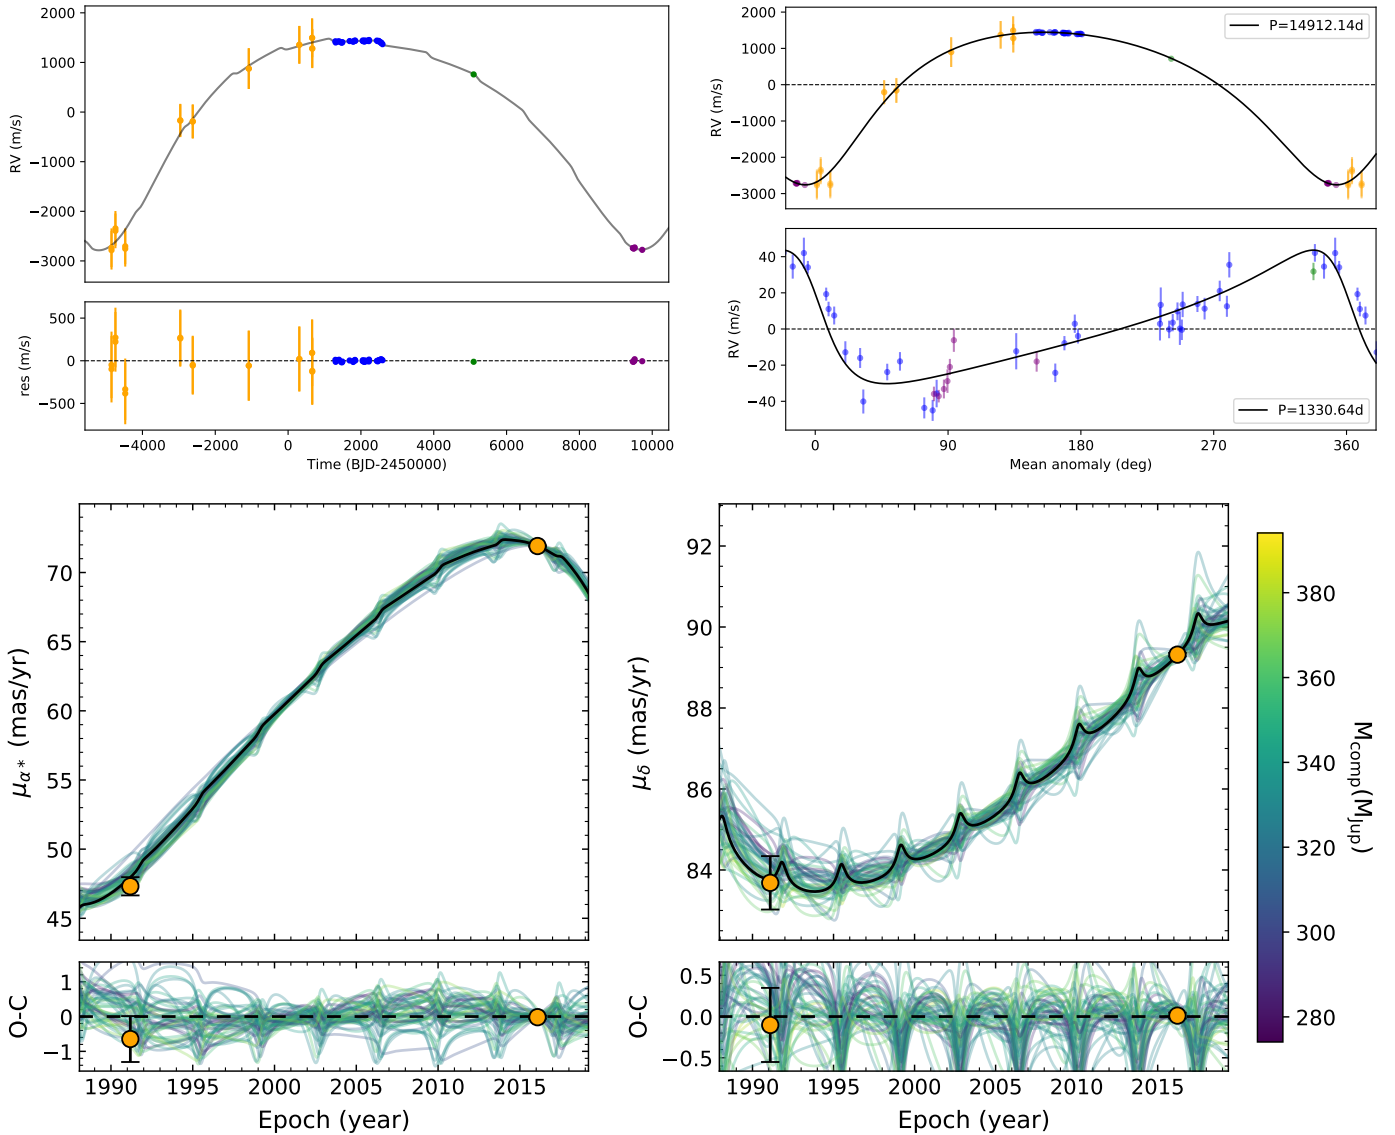 2000
1000
0
−1000
−2000
−3000
RV (m/s)
500
0
−500
res (m/s)
−4000 −2000 0 2000 4000 6000 8000 10000
Time (BJD-2450000)
2000
1000
0
−1000
−2000
−3000
RV (m/s)
P=14912.14d
40
20
0
−20
−40
RV (m/s)
P=1330.64d
0 90 180 270 360
Mean anomaly (deg)
70
65
60
55
50
45
μα* (mas/yr)
1
0
−1
O-C
1990 1995 2000 2005 2010 2015
Epoch (year)
92
90
88
86
84
μδ (mas/yr)
0.5
0.0
−0.5
O-C
1990 1995 2000 2005 2010 2015
Epoch (year)
380
360
340
320
300
280
Mcomp(MJup)